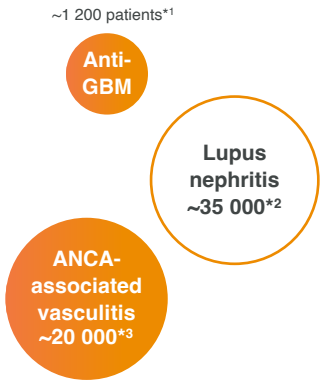 ~1 200 patients*1
Anti-
GBM
Lupus
nephritis
~35 000*2
ANCA-
associated
vasculitis
~20 000*3